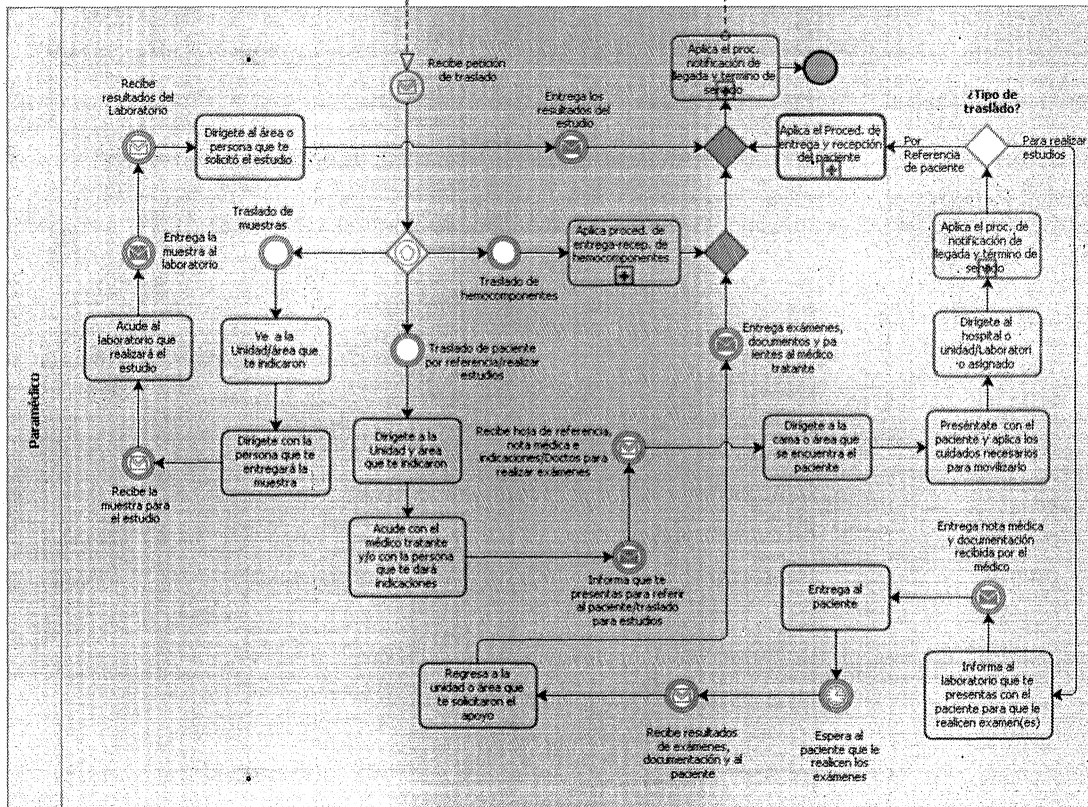 Paramédico
Recibe petición
de traslado
Aplica el proc.
notificación de
llegada y termino de
servicio
Recibe
resultados del
Laboratorio
Dirigete al área o
persona que te
solicitó el estudio
Entrega los
resultados del
estudio
Aplica el Proced. de
entrega y recepción
del paciente
¿Tipo de
traslado?
Por
Referencia
de paciente
Para realizar
estudios
Traslado de
muestras
Entrega la
muestra al
laboratorio
Aplica proced. de
entrega-recep. de
hemocomponentes
Traslado
de hemocomponentes
Aplica el proc. de
notificación de
llegada y término de
servicio
Acude al
laboratorio que
realizará el
estudio
Ve a la
Unidad/área que
te indicaron
Traslado de paciente
por referencia/realizar
estudios
Entrega exámenes,
documentos y pa
ientes al médico
tratante
Dirigete al
hospital o
unidad/Laboratori
o asignado
Recibe la
muestra para
el estudio
Dirigete con la
persona que te
entregará la
muestra
Dirigete a la
Unidad y área
que te indicaron
Recibe hoja de referencia,
nota médica e
indicaciones/Doctos para
realizar exámenes
Dirigete a la
cama o área que
se encuentra el
paciente
Preséntate con el
paciente y aplica los
cuidados necesarios
para movilizarlo
Acude con el
médico tratante
y/o con la persona
que te dará
indicaciones
Informa que te
presentas para referir
al paciente/traslado
para estudios
Entrega al
paciente
Entrega nota médica
y documentación
recibida por el
médico
Regresa a la
unidad o área que
te solicitaron el
apoyo
Recibe resultados
de exámenes,
documentación y al
paciente
Espera al
paciente que le
realicen los
exámenes
Informa al
laboratorio que te
presentas con el
paciente para que le
realicen examen(es)